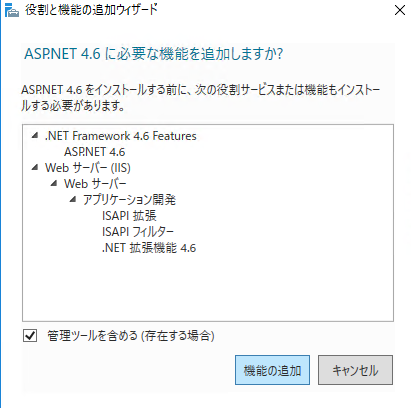 役割と機能の追加ウィザード
ASP.NET 4.6 に必要な機能を追加しますか?
ASP.NET 4.6 をインストールする前に、次の役割サービスまたは機能もインストー
ルする必要があります。
.NET Framework 4.6 Features
ASP.NET 4.6
Web サーバー (IIS)
Web サーバー
アプリケーション開発
ISAPI 拡張
ISAPI フィルター
.NET 拡張機能 4.6
管理ツールを含める (存在する場合)
機能の追加
キャンセル